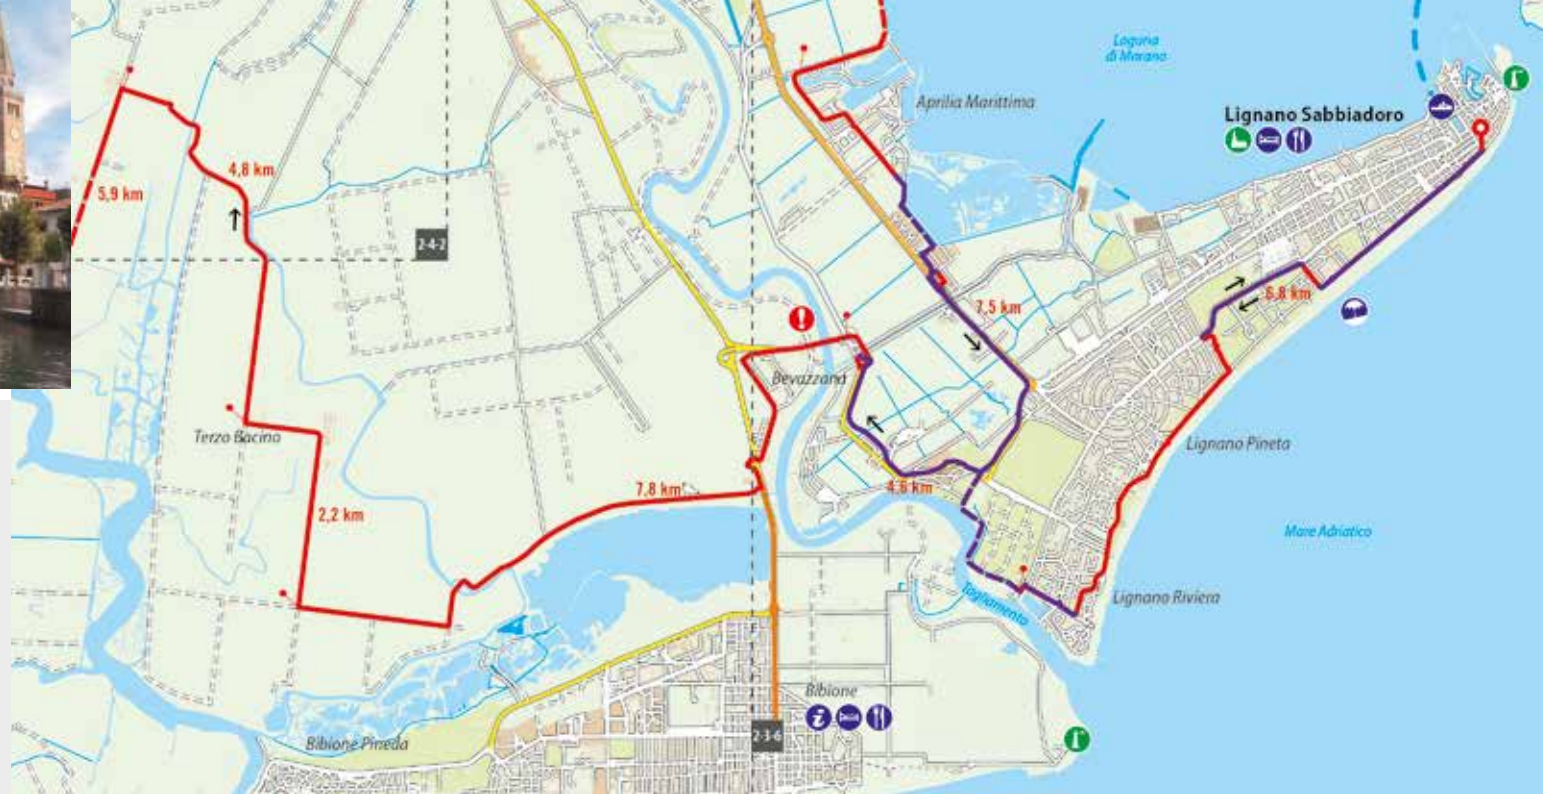 Laguna
di Marano
Aprilia Marittima
Lignano Sabbiadoro
4,8 km
5,9 km
2-4-2
7,5 km
6,8 km
Bevazzana
Terzo Bacino
Lignano Pineta
4,6 km
7,8 km
2,2 km
Mare Adriatico
Tagliamento
Lignano Riviera
Bibione
2-3-6
Bibione Pineda